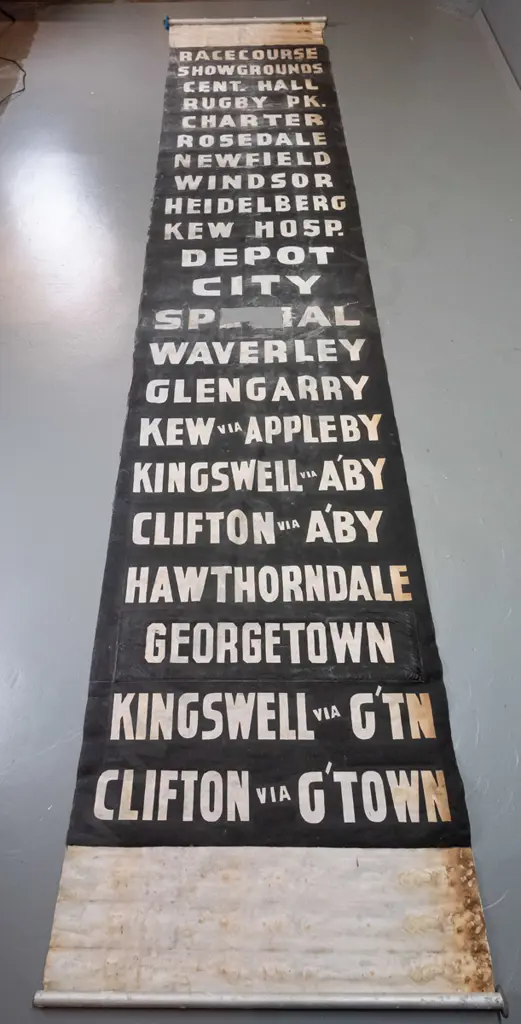 RACECOURSE
SHOWGROUNDS
CENT. HALL
RUGBY PK.
CHARTER
ROSEDALE
NEWFIELD
WINDSOR
HEIDELBERG
KEW HOSP.
DEPOT
CITY
WAVERLEY
GLENGARRY
KEW VIA APPLEBY
KINGSWELL VIA A'BY
CLIFTON VIA A'BY
HAWTHORNDALE
GEORGETOWN
KINGSWELL VIA G'TN
CLIFTON VIA G'TOWN